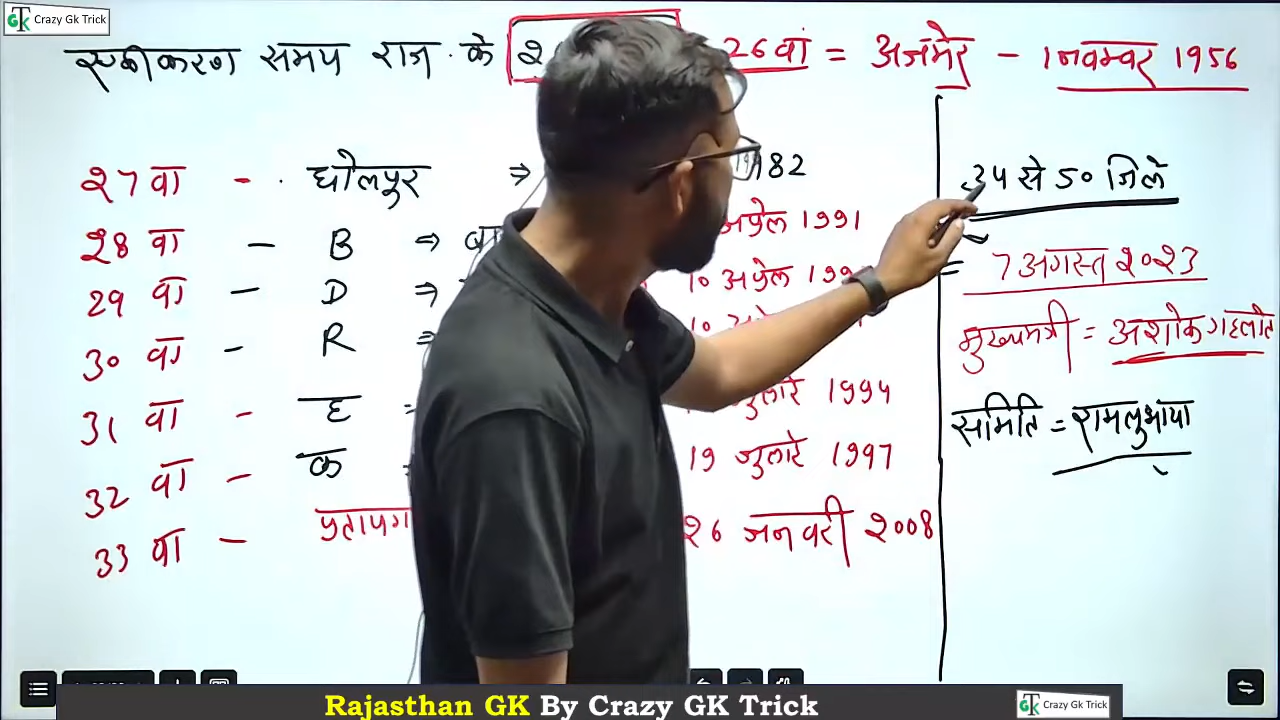 Crazy Gk Trick
एकीकरण समय राज. के 26वां = अजमेर - 1 नवम्बर 1956
27 वा - धौलपुर ⇒ 1982
28 वा - B ⇒ बा अप्रेल 1991
29 वा - D ⇒ 10 अप्रेल
30 वा - R
31 वा - ह = 1994
32 वा - क 19 जुलाई 1997
33 वा - प्रतापग 26 जनवरी 2008
34 से 50 जिले
= 7 अगस्त 2023
मुख्यमंत्री = अशोक गहलोत
समिति = रामलुभाया
Rajasthan GK By Crazy GK Trick
Crazy GK Trick